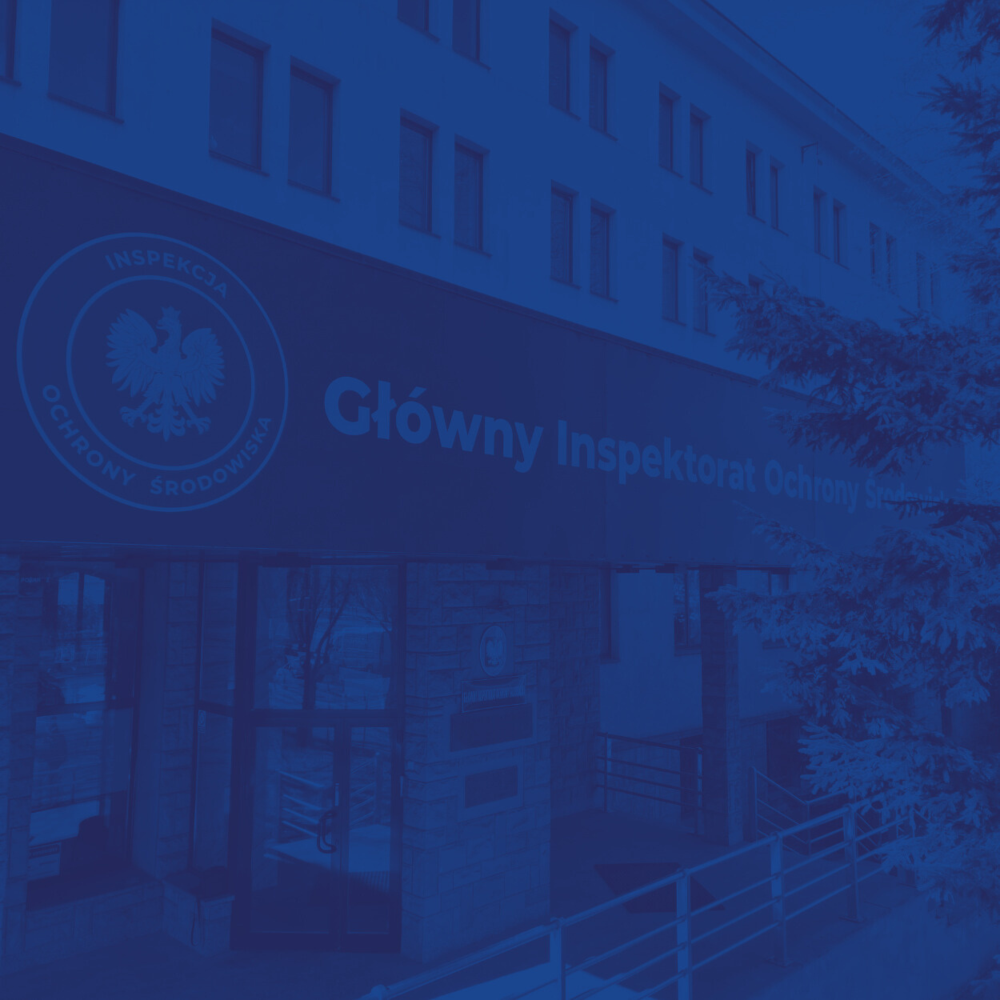 INSPEKCJA
OCHRONY ŚRODOWISKA
Główny Inspektorat Ochrony